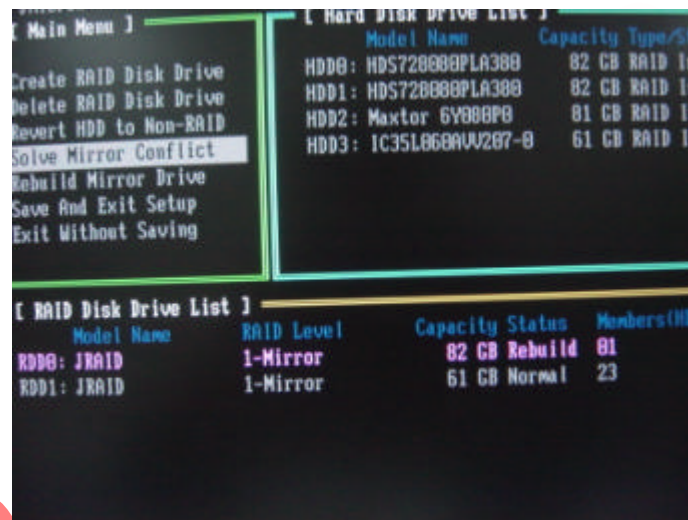 [ Main Menu ]
Create RAID Disk Drive
Delete RAID Disk Drive
Revert HDD to Non-RAID
Solve Mirror Conflict
Rebuild Mirror Drive
Save And Exit Setup
Exit Without Saving
[ Hard Disk Drive List ]
Model Name Capacity Type/S
HDD0: HDS728080PLA380 82 GB RAID I
HDD1: HDS728080PLA380 82 GB RAID I
HDD2: Maxtor 6Y080P0 81 GB RAID I
HDD3: IC35L060AVV207-0 61 GB RAID I
[ RAID Disk Drive List ]
Model Name RAID Level Capacity Status Members(H
RDD0: JRAID 1-Mirror 82 GB Rebuild 01
RDD1: JRAID 1-Mirror 61 GB Normal 23